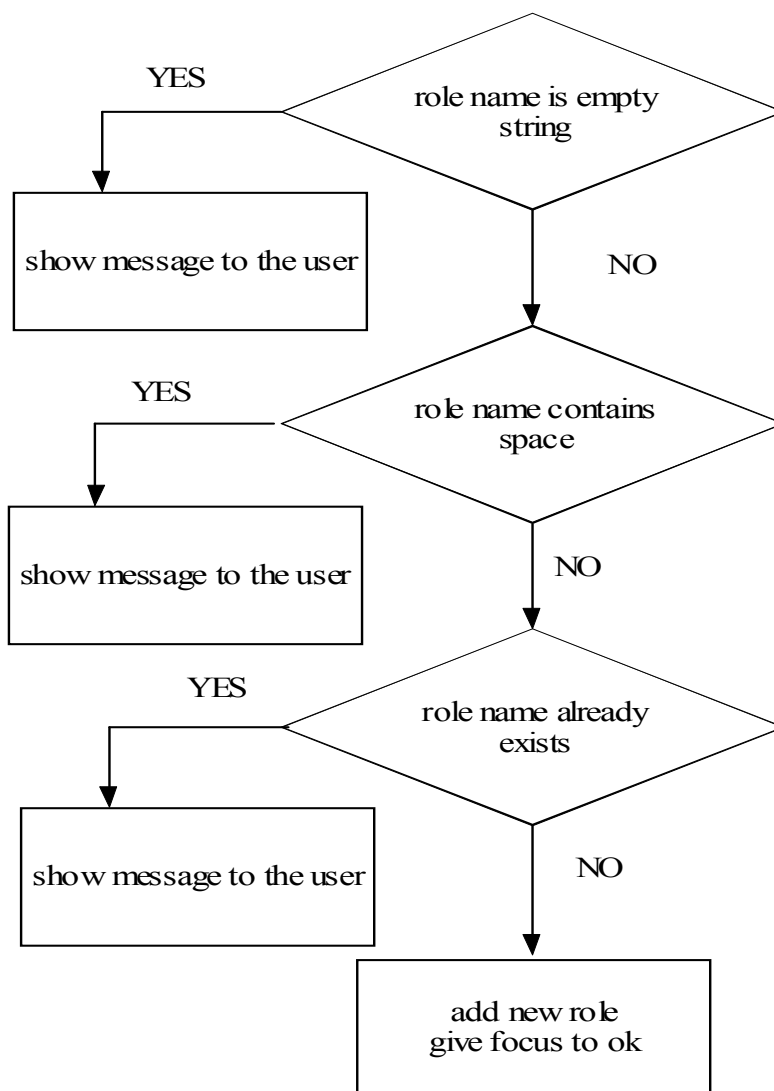 YES
role name is empty
string
show message to the user
NO
YES
role name contains
space
show message to the user
NO
YES
role name already
exists
show message to the user
NO
add new role
give focus to ok